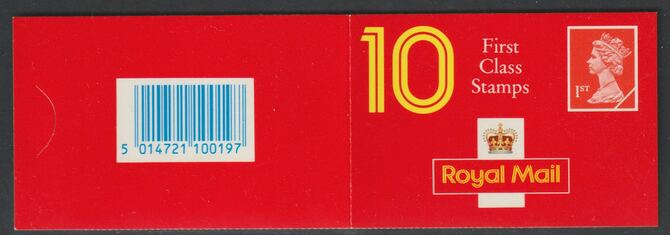 5 014721 100197
10
First
Class
Stamps
1ST
Royal Mail